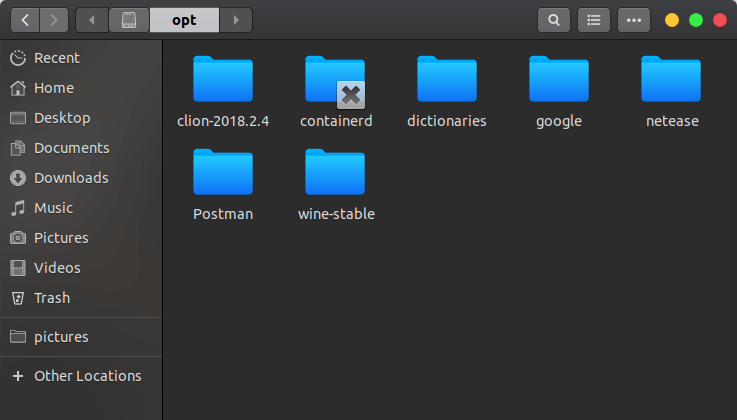 opt
Recent
Home
Desktop
Documents
Downloads
Music
Pictures
Videos
Trash
pictures
Other Locations
clion-2018.2.4
containerd
dictionaries
google
netease
Postman
wine-stable